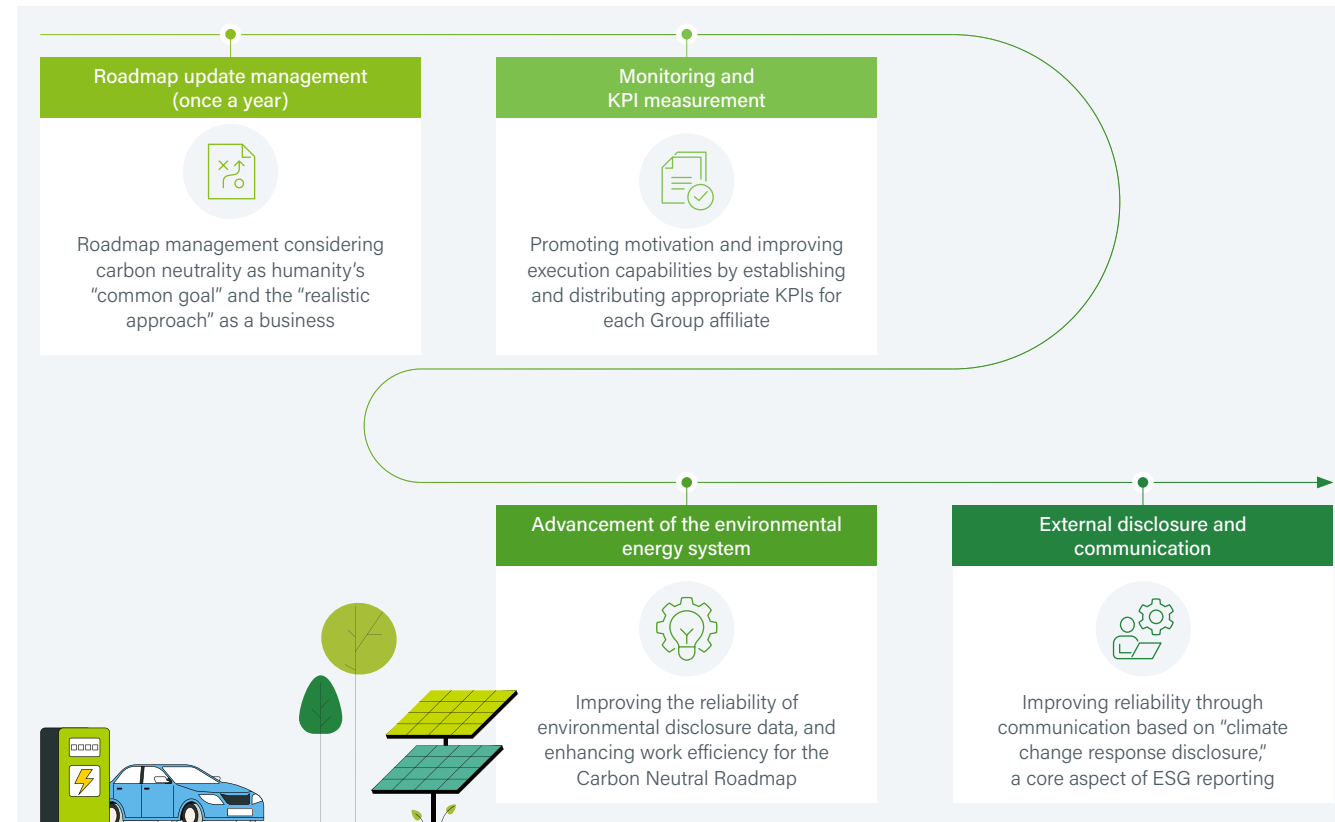 Roadmap update management
(once a year)
Roadmap management considering
carbon neutrality as humanity’s
“common goal” and the “realistic
approach” as a business
Monitoring and
KPI measurement
Promoting motivation and improving
execution capabilities by establishing
and distributing appropriate KPIs for
each Group affiliate
Advancement of the environmental
energy system
Improving the reliability of
environmental disclosure data, and
enhancing work efficiency for the
Carbon Neutral Roadmap
External disclosure and
communication
Improving reliability through
communication based on “climate
change response disclosure,”
a core aspect of ESG reporting